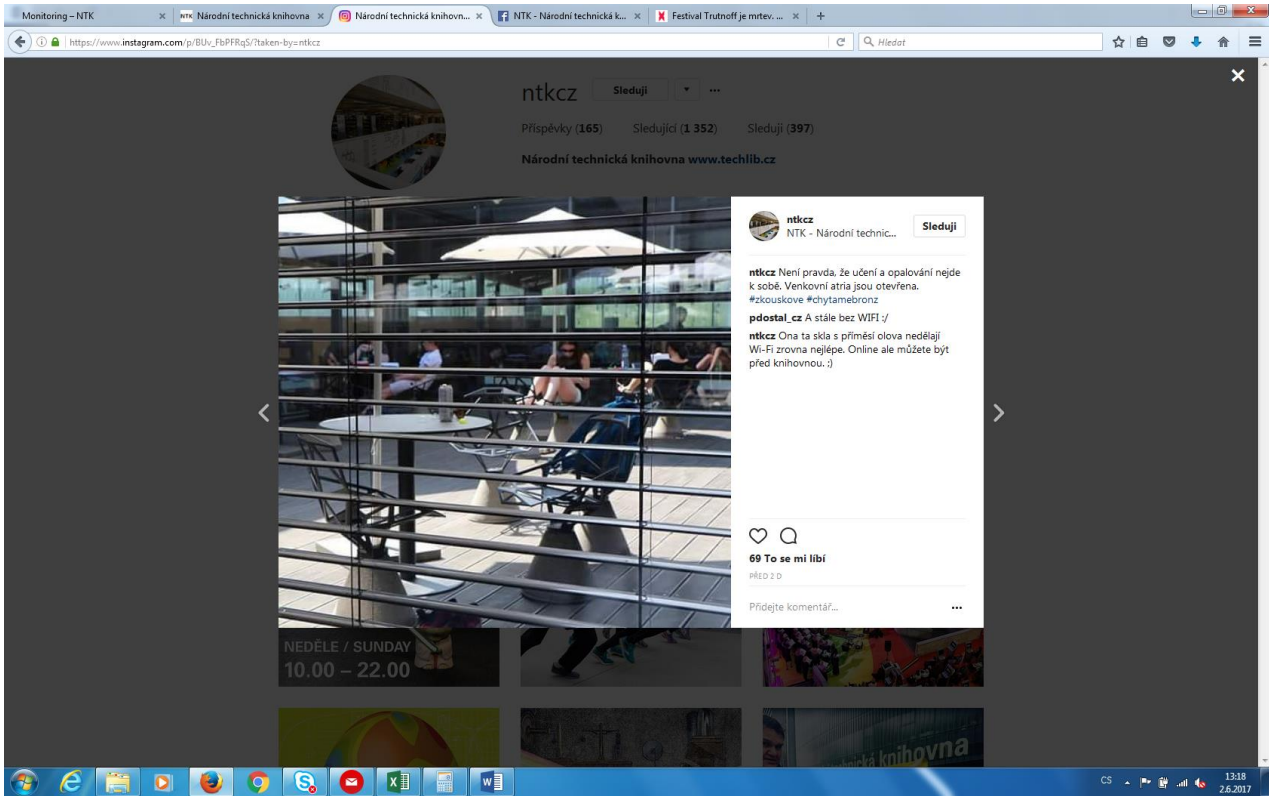 Monitoring – NTK
NTK Národní technická knihovna
Národní technická knihovn...
NTK - Národní technická k...
Festival Trutnoff je mrtev. ...
https://www.instagram.com/p/BUv_FbPFRqS/?taken-by=ntkcz
Hledat
ntkcz Sleduji
Příspěvky (165) Sledující (1 352) Sleduji (397)
Národní technická knihovna www.techlib.cz
ntkcz
NTK - Národní technic...
Sleduji
ntkcz Není pravda, že učení a opalování nejde
k sobě. Venkovní atria jsou otevřena.
#zkouskove #chytamebronz
pdostal_cz A stále bez WIFI :/
ntkcz Ona ta skla s příměsí olova nedělají
Wi-Fi zrovna nejlépe. Online ale můžete být
před knihovnou. ;)
69 To se mi líbí
PŘED 2 D
Přidejte komentář...
NEDĚLE / SUNDAY
10.00 – 22.00
knihovna
CS
13:18
2.6.2017